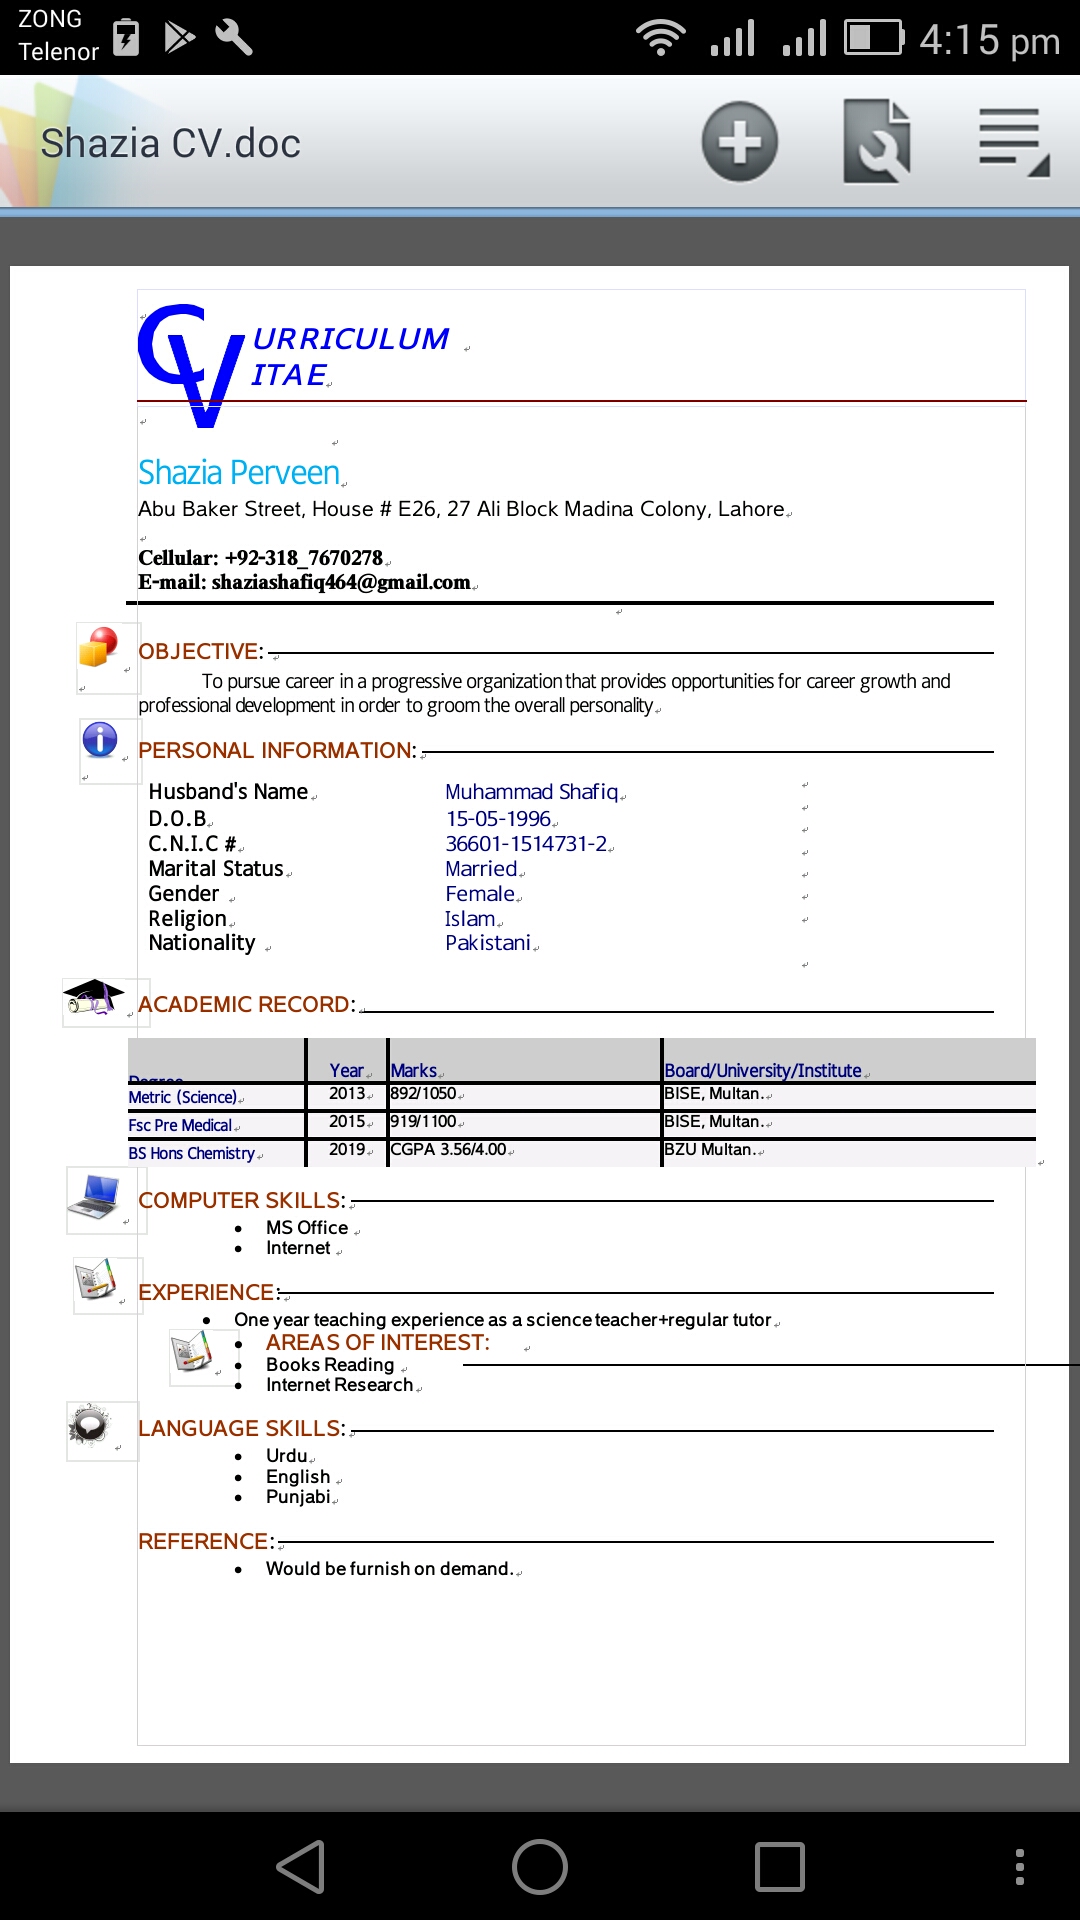 ZONG
Telenor
4:15 pm
Shazia CV.doc
CV
URRICULUM
ITAE
Shazia Perveen
Abu Baker Street, House # E26, 27 Ali Block Madina Colony, Lahore
Cellular: +92-318_7670278
E-mail: shaziashafiq464@gmail.com
OBJECTIVE:
To pursue career in a progressive organization that provides opportunities for career growth and
professional development in order to groom the overall personality
PERSONAL INFORMATION:
Husband's Name Muhammad Shafiq
D.O.B 15-05-1996
C.N.I.C # 36601-1514731-2
Marital Status Married
Gender Female
Religion Islam
Nationality Pakistani
ACADEMIC RECORD:
Degree Year Marks Board/University/Institute
Metric (Science) 2013 892/1050 BISE, Multan.
Fsc Pre Medical 2015 919/1100 BISE, Multan.
BS Hons Chemistry 2019 CGPA 3.56/4.00 BZU Multan.
COMPUTER SKILLS:
• MS Office
• Internet
EXPERIENCE:
• One year teaching experience as a science teacher+regular tutor
• AREAS OF INTEREST:
• Books Reading
• Internet Research
LANGUAGE SKILLS:
• Urdu
• English
• Punjabi
REFERENCE:
• Would be furnish on demand.